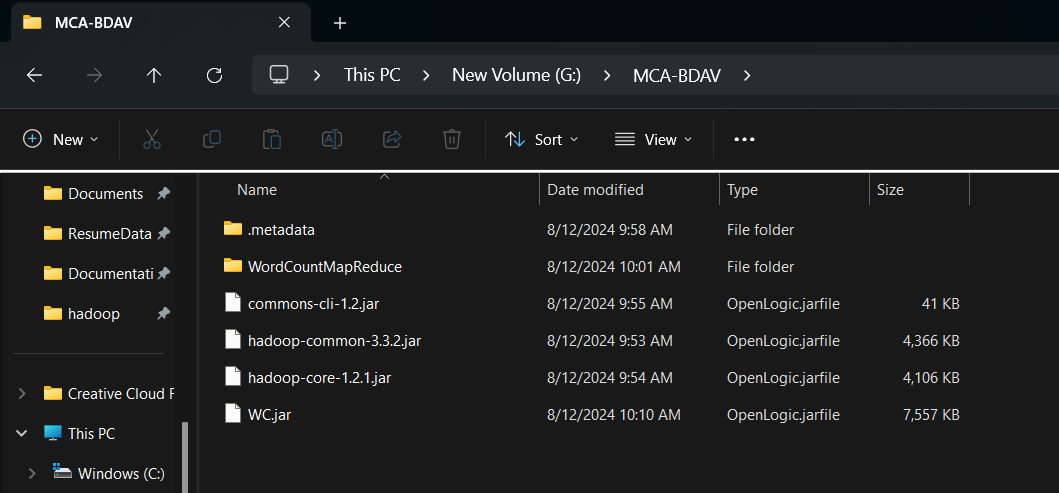 MCA-BDAV
This PC > New Volume (G:) > MCA-BDAV >
New Sort View
Name Date modified Type Size
Documents
ResumeData
Documentati
hadoop
Creative Cloud F
This PC
Windows (C:)
.metadata 8/12/2024 9:58 AM File folder
WordCountMapReduce 8/12/2024 10:01 AM File folder
commons-cli-1.2.jar 8/12/2024 9:55 AM OpenLogic.jarfile 41 KB
hadoop-common-3.3.2.jar 8/12/2024 9:53 AM OpenLogic.jarfile 4,366 KB
hadoop-core-1.2.1.jar 8/12/2024 9:54 AM OpenLogic.jarfile 4,106 KB
WC.jar 8/12/2024 10:10 AM OpenLogic.jarfile 7,557 KB